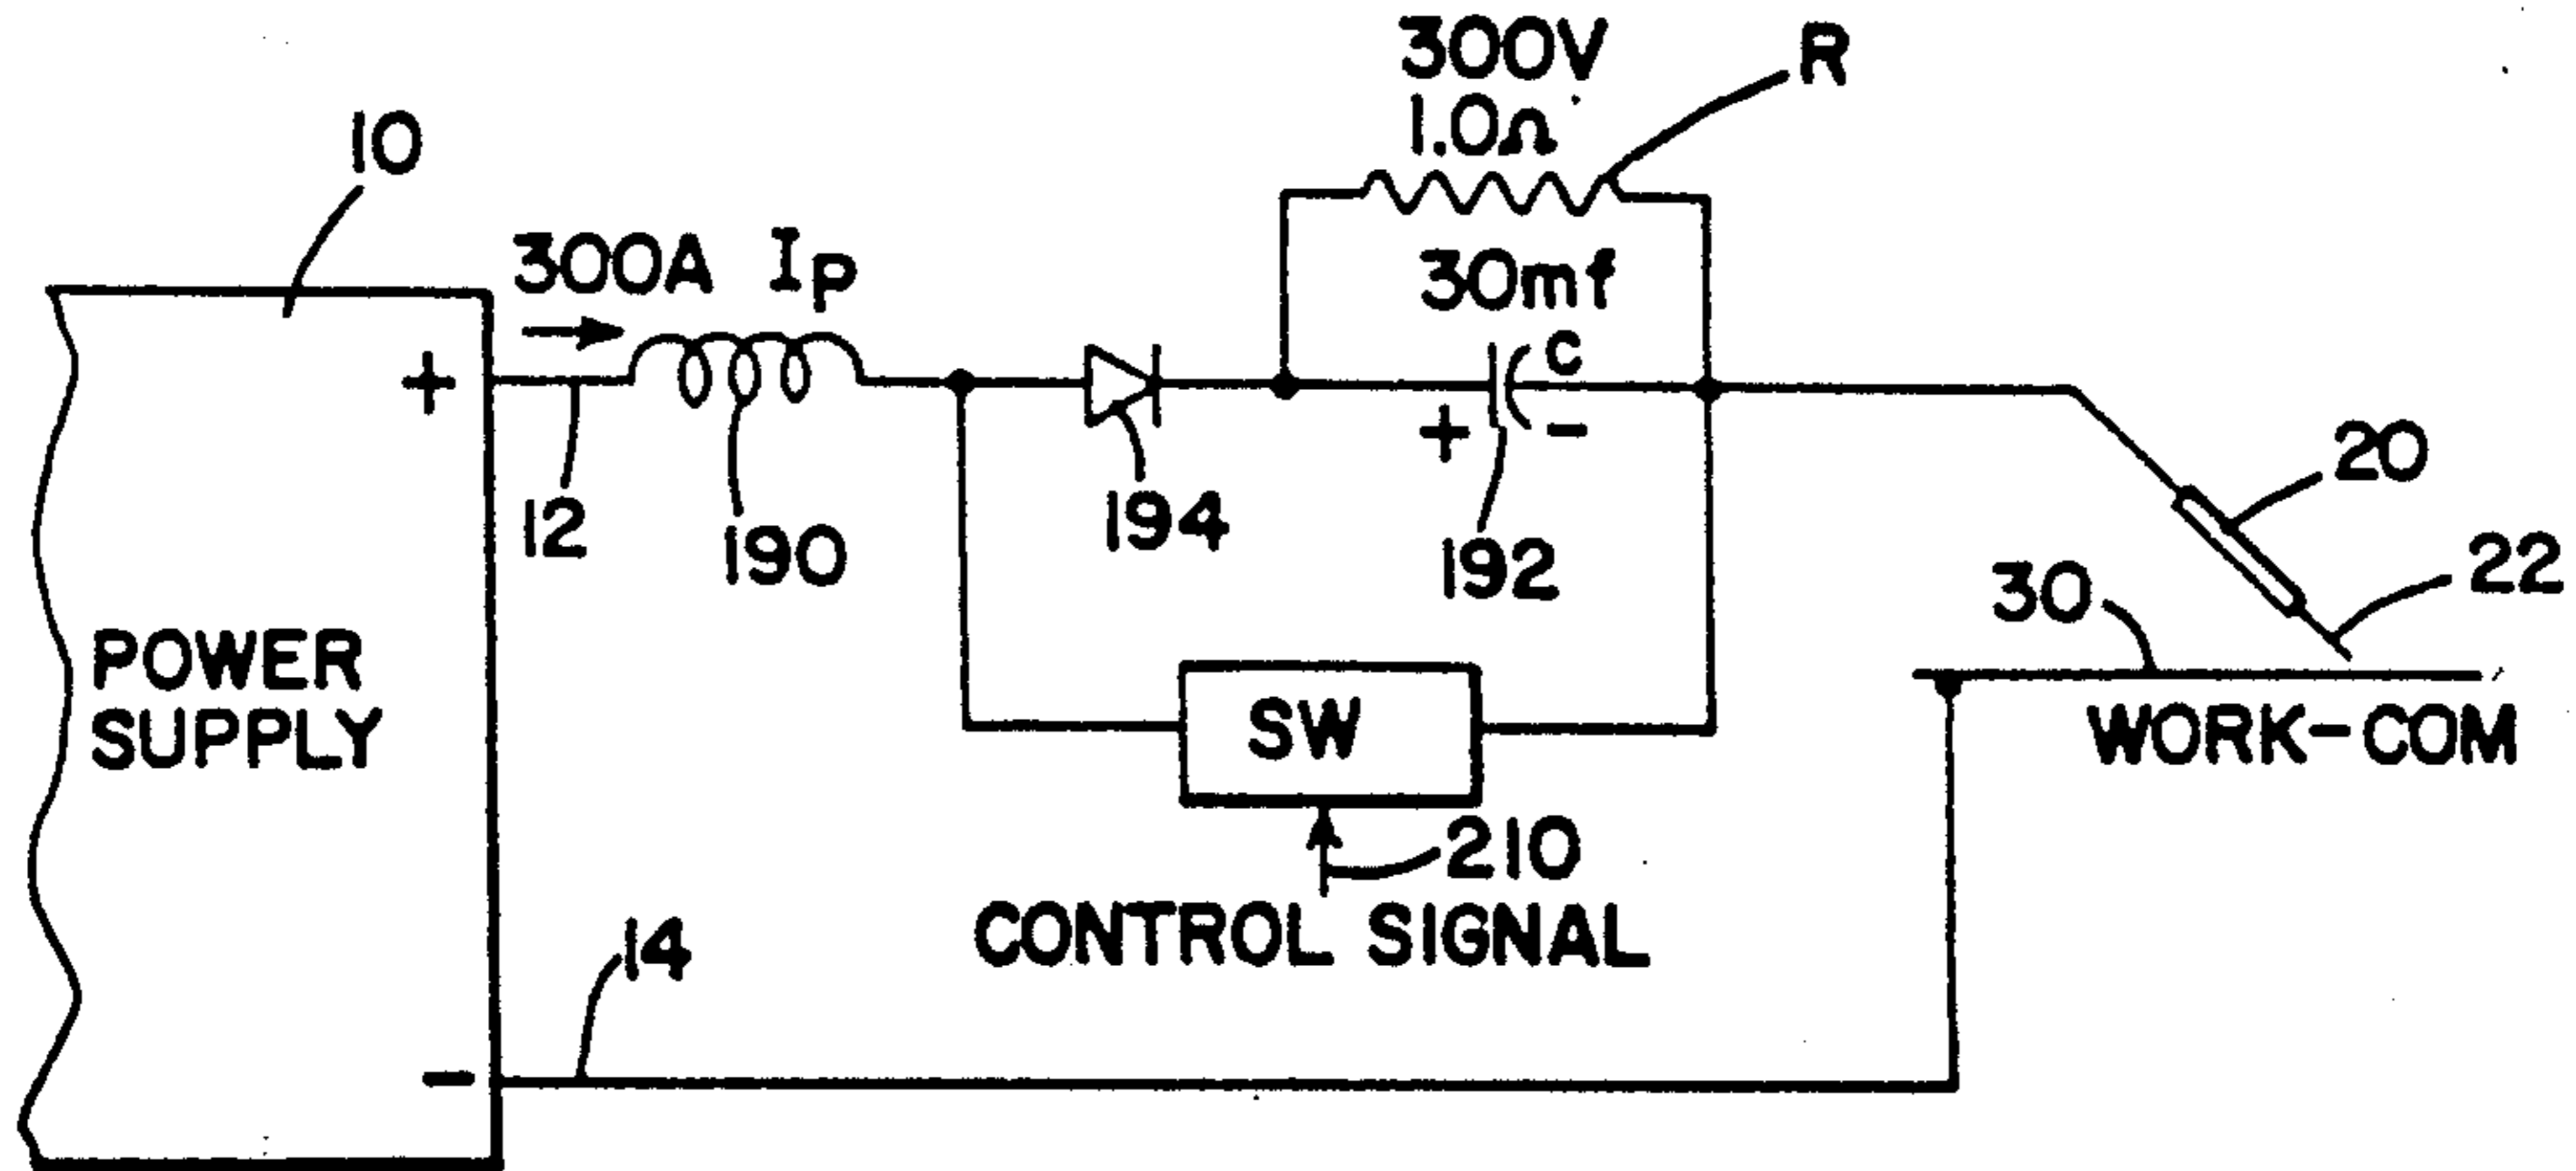 300V
1.0Ω
R
10
300A Ip
30mf
C
+
+ -
12
190
194
192
20
22
30
POWER
SUPPLY
SW
WORK-COM
210
CONTROL SIGNAL
14
-